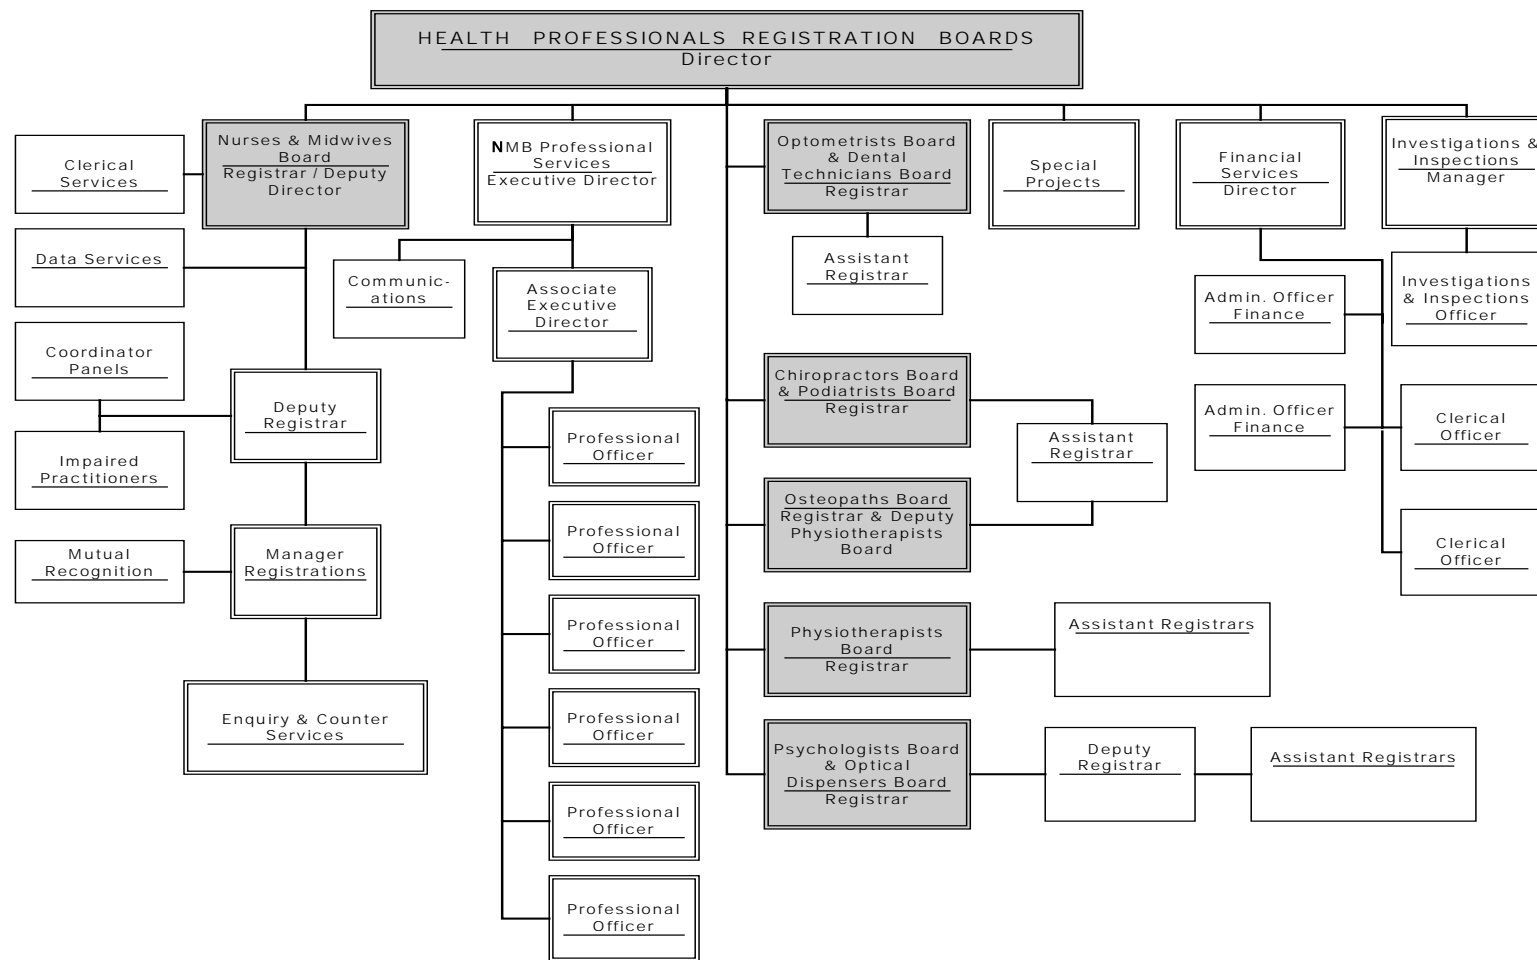 HEALTH PROFESSIONALS REGISTRATION BOARDS
Director
Clerical
Services
Nurses & Midwives
Board
Registrar / Deputy
Director
NMB Professional
Services
Executive Director
Optometrists Board
& Dental
Technicians Board
Registrar
Special
Projects
Financial
Services
Director
Investigations &
Inspections
Manager
Data Services
Communic-
ations
Associate
Executive
Director
Assistant
Registrar
Admin. Officer
Finance
Investigations
& Inspections
Officer
Coordinator
Panels
Deputy
Registrar
Impaired
Practitioners
Chiropractors Board
& Podiatrists Board
Registrar
Assistant
Registrar
Admin. Officer
Finance
Clerical
Officer
Professional
Officer
Osteopaths Board
Registrar & Deputy
Physiotherapists
Board
Clerical
Officer
Mutual
Recognition
Manager
Registrations
Professional
Officer
Professional
Officer
Physiotherapists
Board
Registrar
Assistant Registrars
Enquiry & Counter
Services
Professional
Officer
Psychologists Board
& Optical
Dispensers Board
Registrar
Deputy
Registrar
Assistant Registrars
Professional
Officer
Professional
Officer